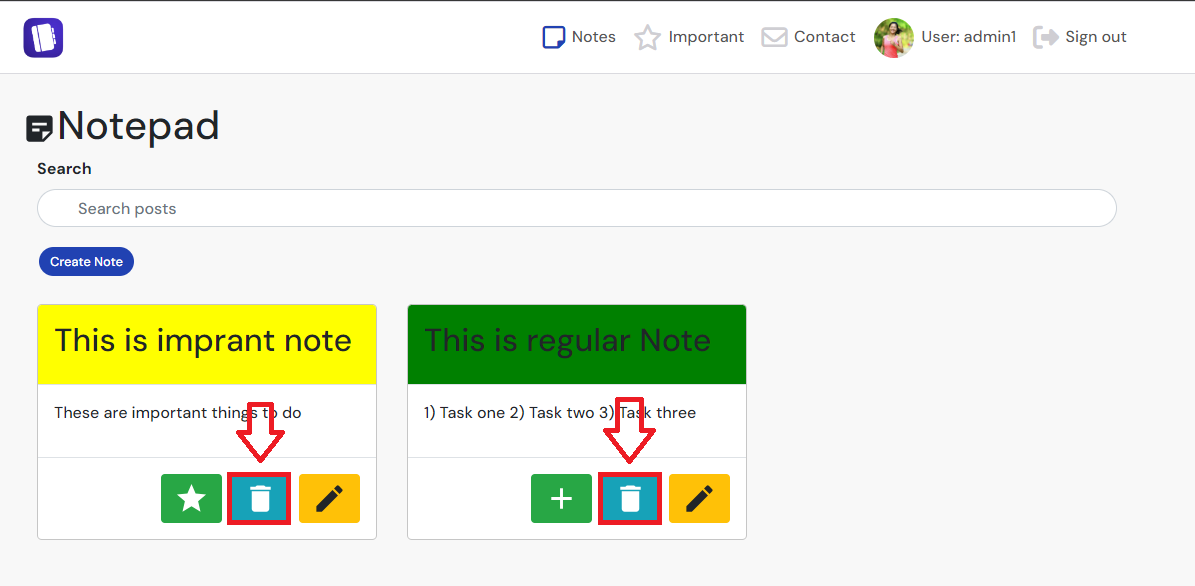 Notes Important Contact User: admin1 Sign out
Notepad
Search
Search posts
Create Note
This is imprant note
These are important things to do
This is regular Note
1) Task one 2) Task two 3) Task three